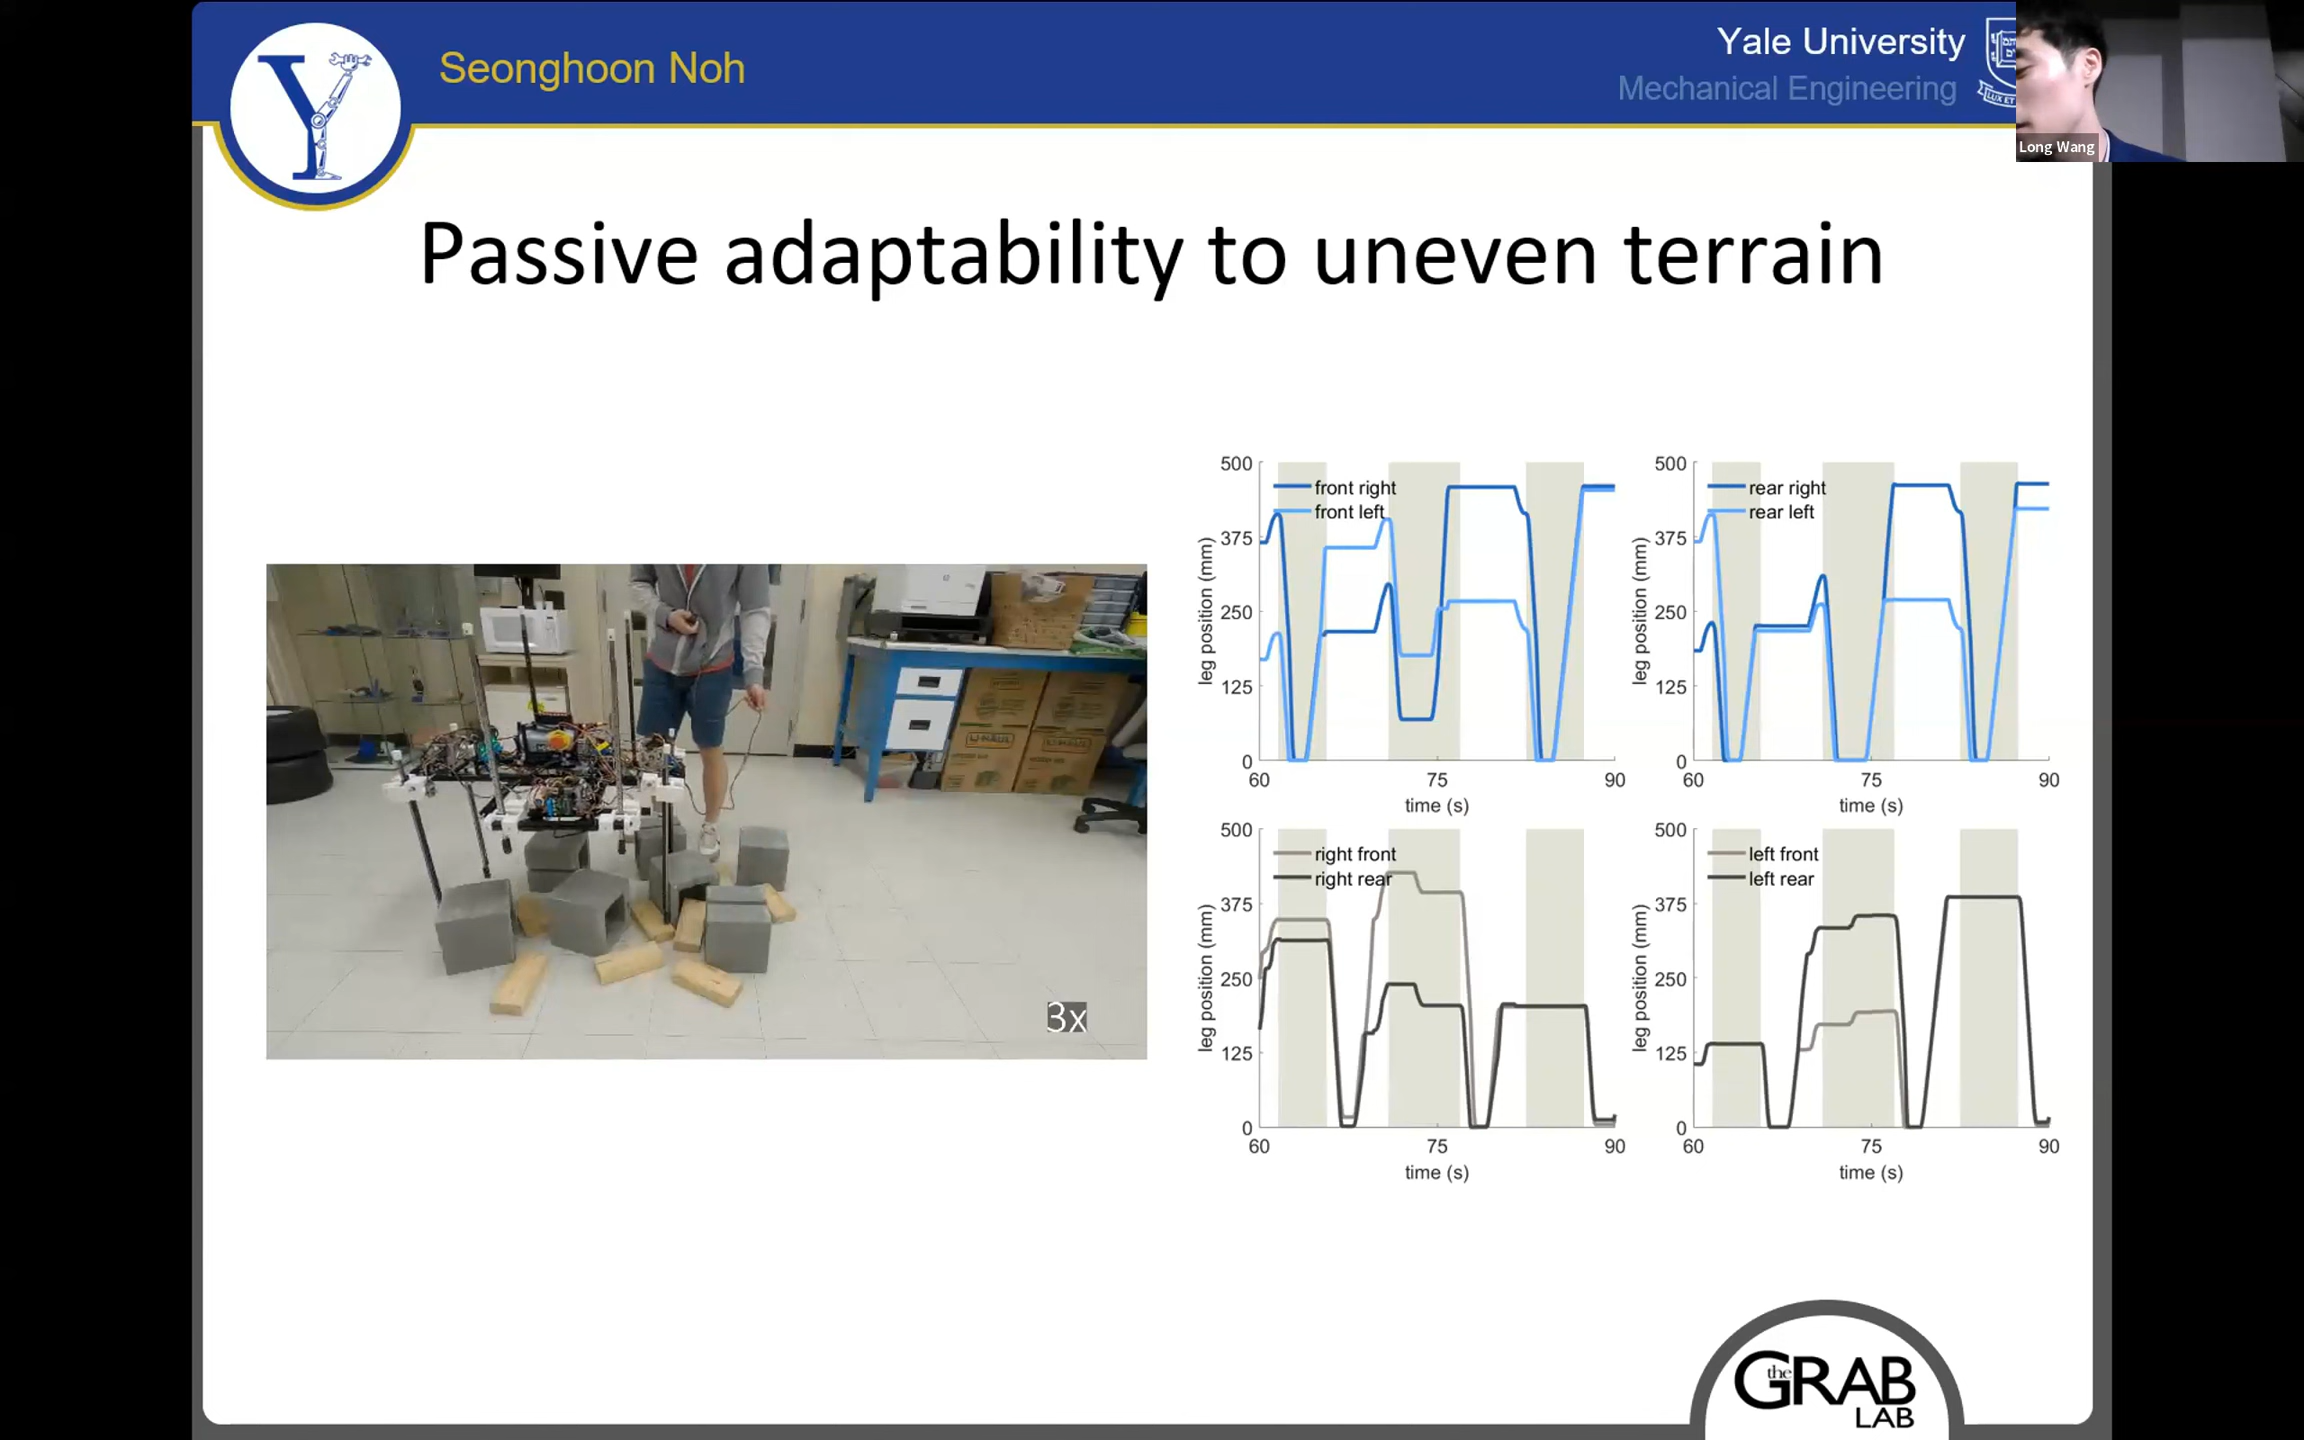 Seonghoon Noh
Yale University
Mechanical Engineering
Y
LUX ET
Long Wang
Passive adaptability to uneven terrain
3x
500
375
250
125
0
leg position (mm)
front right
front left
60
75
90
time (s)
500
375
250
125
0
leg position (mm)
rear right
rear left
60
75
90
time (s)
500
375
250
125
0
leg position (mm)
right front
right rear
60
75
90
time (s)
500
375
250
125
0
leg position (mm)
left front
left rear
60
75
90
time (s)
U-HAUL
U-HAUL
the GRAB
LAB